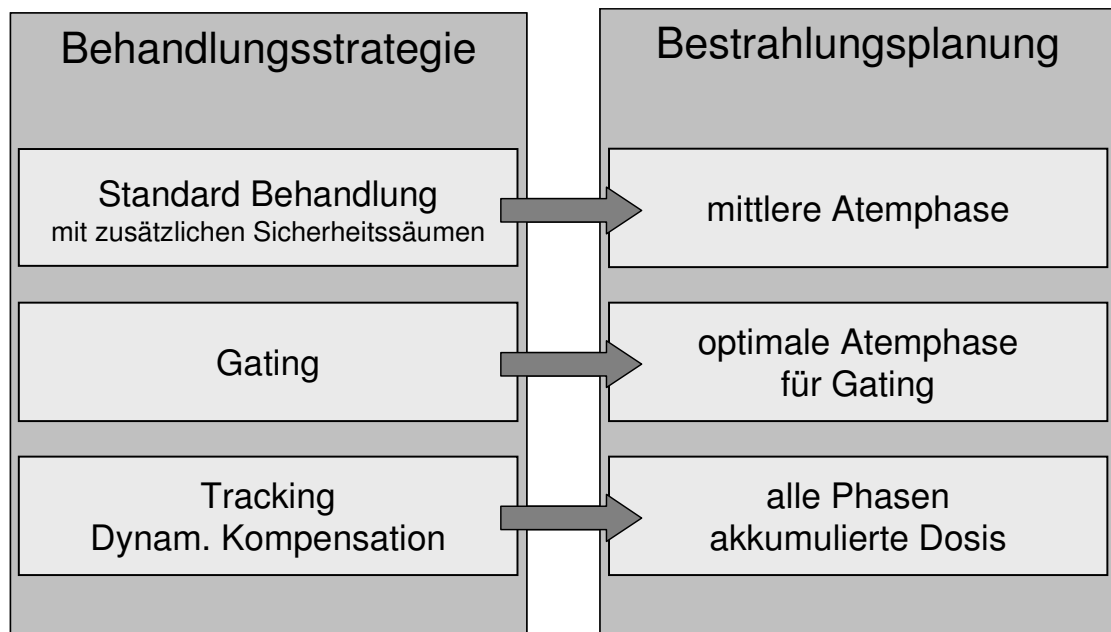 Behandlungsstrategie
Standard Behandlung
mit zusätzlichen Sicherheitssäumen
Gating
Tracking
Dynam. Kompensation
Bestrahlungsplanung
mittlere Atemphase
optimale Atemphase
für Gating
alle Phasen
akkumulierte Dosis